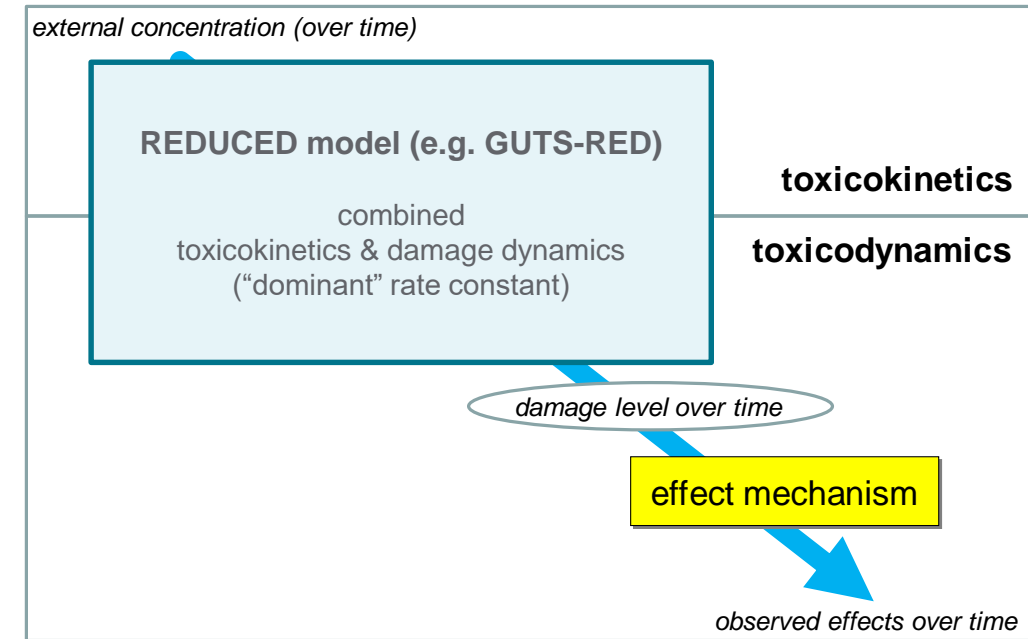 external concentration (over time)
REDUCED model (e.g. GUTS-RED)
combined
toxicokinetics & damage dynamics
(“dominant” rate constant)
toxicokinetics
toxicodynamics
damage level over time
effect mechanism
observed effects over time